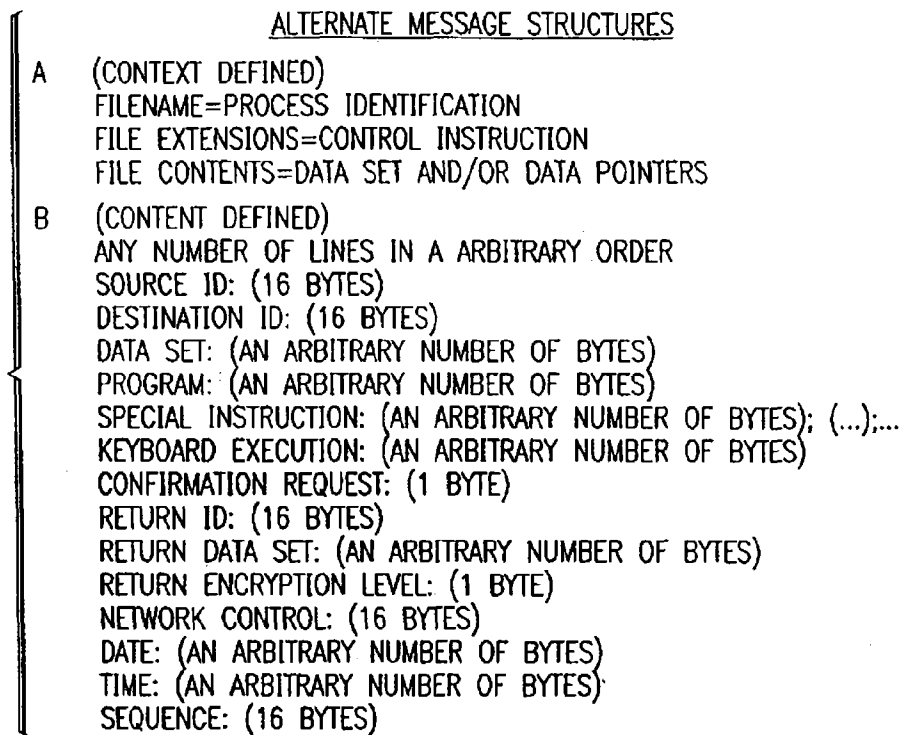 ALTERNATE MESSAGE STRUCTURES
A (CONTEXT DEFINED)
FILENAME=PROCESS IDENTIFICATION
FILE EXTENSIONS=CONTROL INSTRUCTION
FILE CONTENTS=DATA SET AND/OR DATA POINTERS
B (CONTENT DEFINED)
ANY NUMBER OF LINES IN A ARBITRARY ORDER
SOURCE ID: (16 BYTES)
DESTINATION ID: (16 BYTES)
DATA SET: (AN ARBITRARY NUMBER OF BYTES)
PROGRAM: (AN ARBITRARY NUMBER OF BYTES)
SPECIAL INSTRUCTION: (AN ARBITRARY NUMBER OF BYTES); (...);...
KEYBOARD EXECUTION: (AN ARBITRARY NUMBER OF BYTES)
CONFIRMATION REQUEST: (1 BYTE)
RETURN ID: (16 BYTES)
RETURN DATA SET: (AN ARBITRARY NUMBER OF BYTES)
RETURN ENCRYPTION LEVEL: (1 BYTE)
NETWORK CONTROL: (16 BYTES)
DATE: (AN ARBITRARY NUMBER OF BYTES)
TIME: (AN ARBITRARY NUMBER OF BYTES)
SEQUENCE: (16 BYTES)